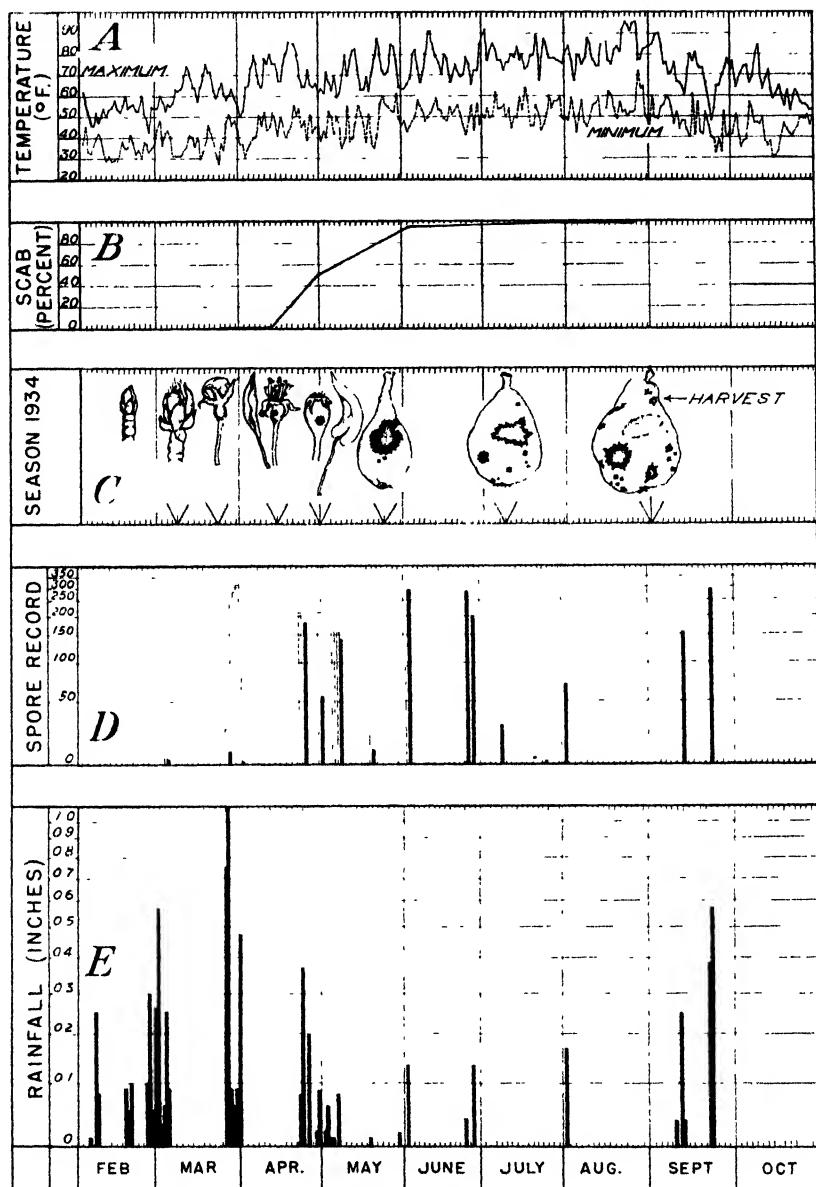 TEMPERATURE
(°F.)
90
80
70
60
50
40
30
20
A
MAXIMUM.
MINIMUM
SCAB
(PERCENT)
80
60
40
20
0
B
SEASON 1934
C
←HARVEST
SPORE RECORD
350
300
250
200
150
100
50
0
D
RAINFALL (INCHES)
1.0
0.9
0.8
0.7
0.6
0.5
0.4
0.3
0.2
0.1
0
E
FEB MAR APR. MAY JUNE JULY AUG. SEPT OCT